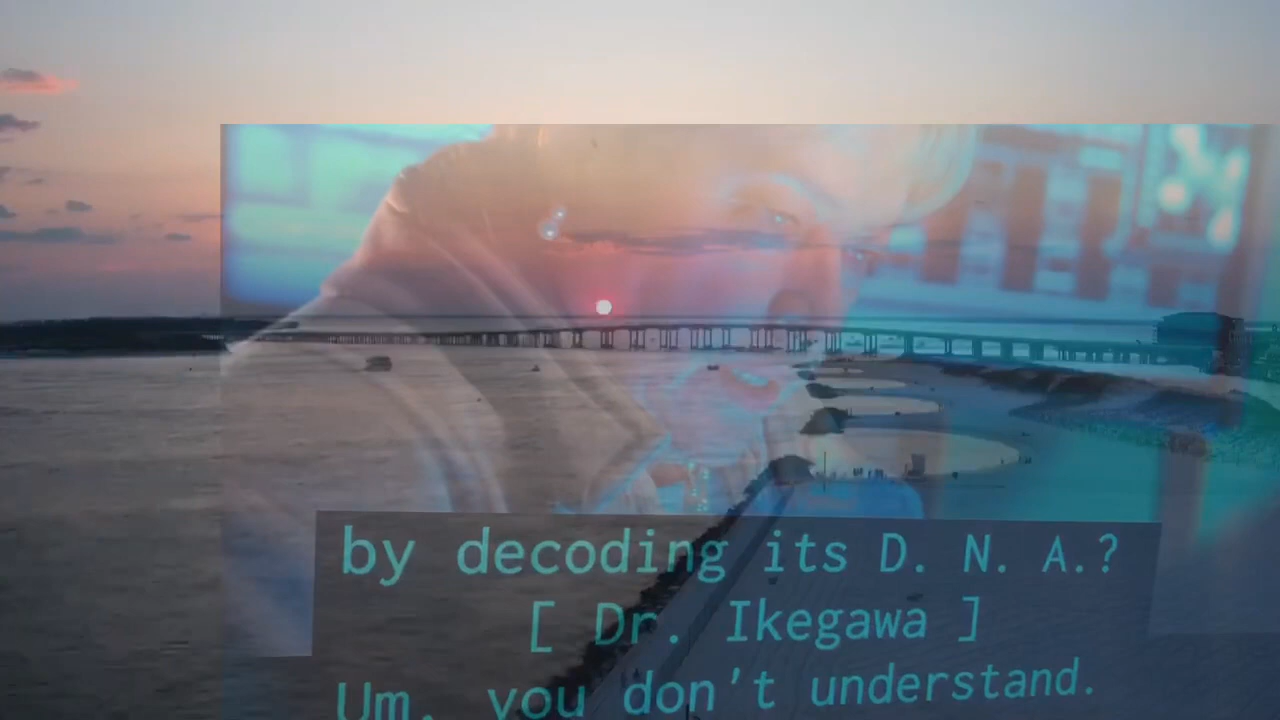 by decoding its D. N. A.?
[ Dr. Ikegawa ]
Um, you don't understand.